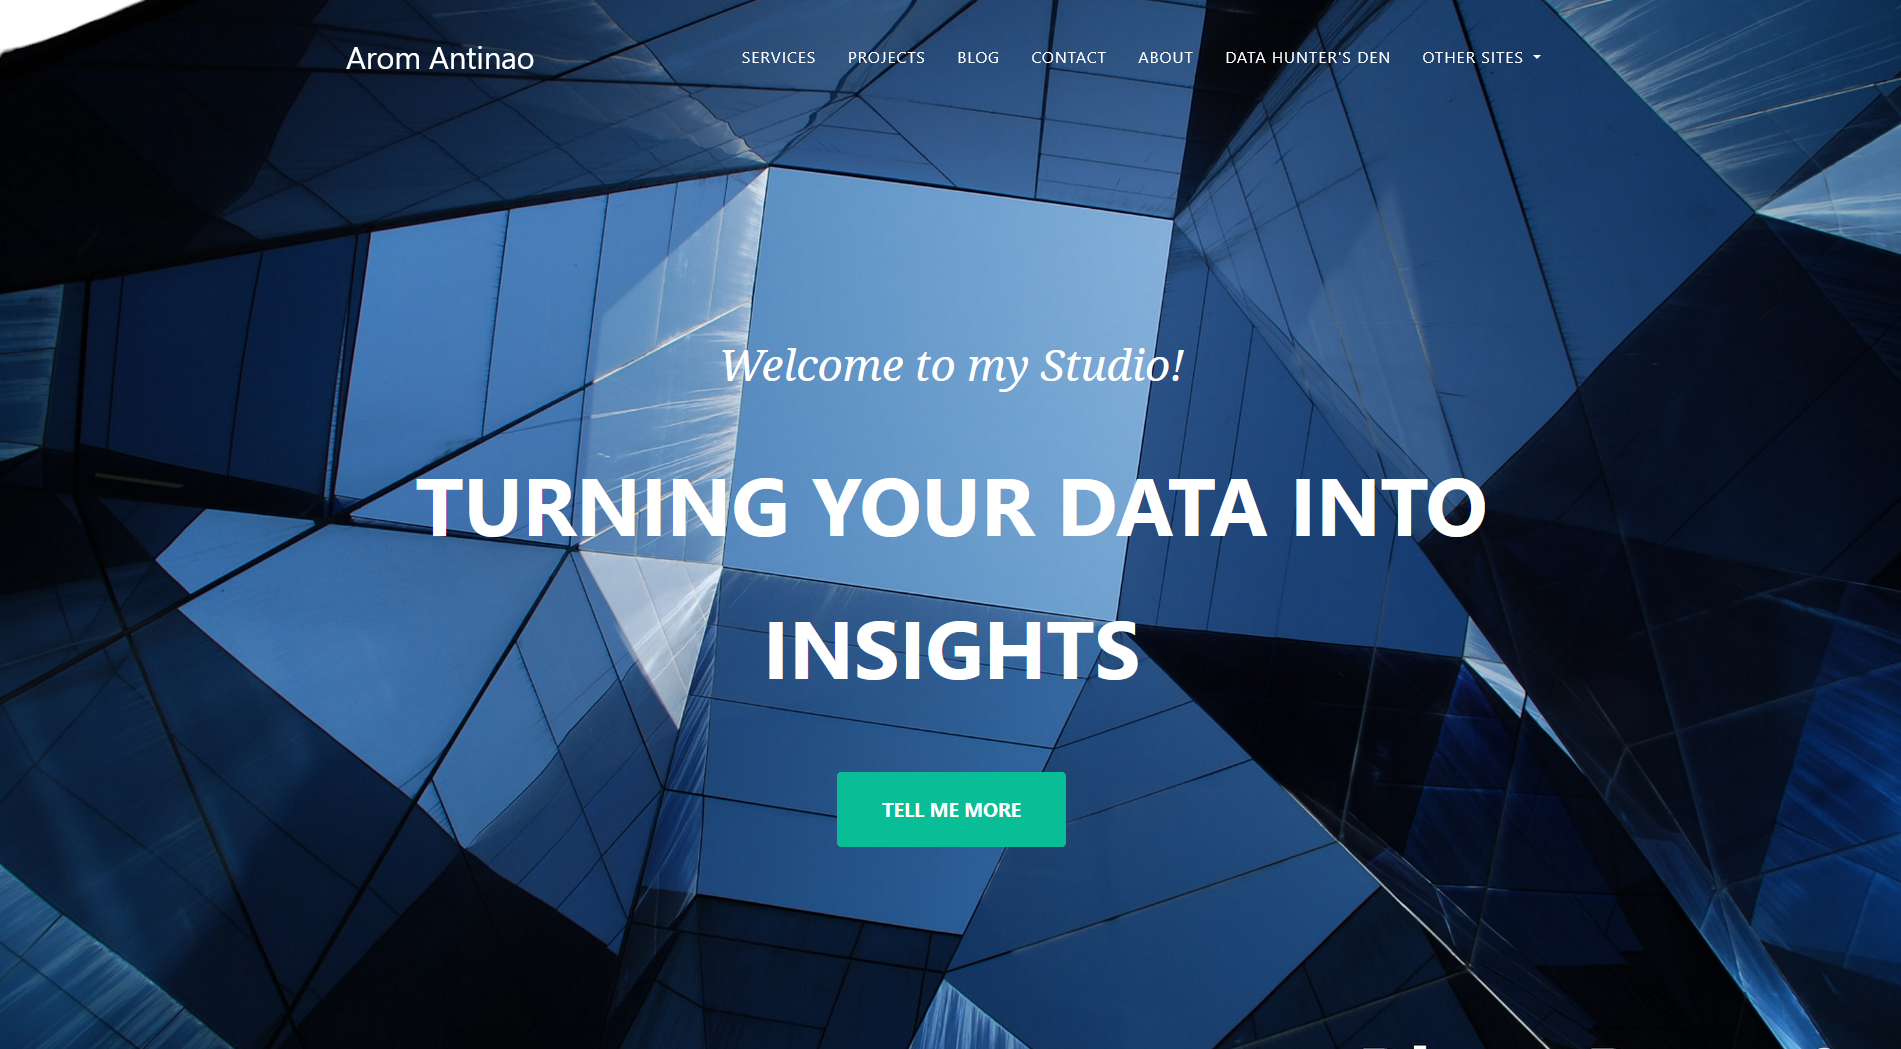 Arom Antinao
SERVICES PROJECTS BLOG CONTACT ABOUT DATA HUNTER'S DEN OTHER SITES
Welcome to my Studio!
TURNING YOUR DATA INTO
INSIGHTS
TELL ME MORE